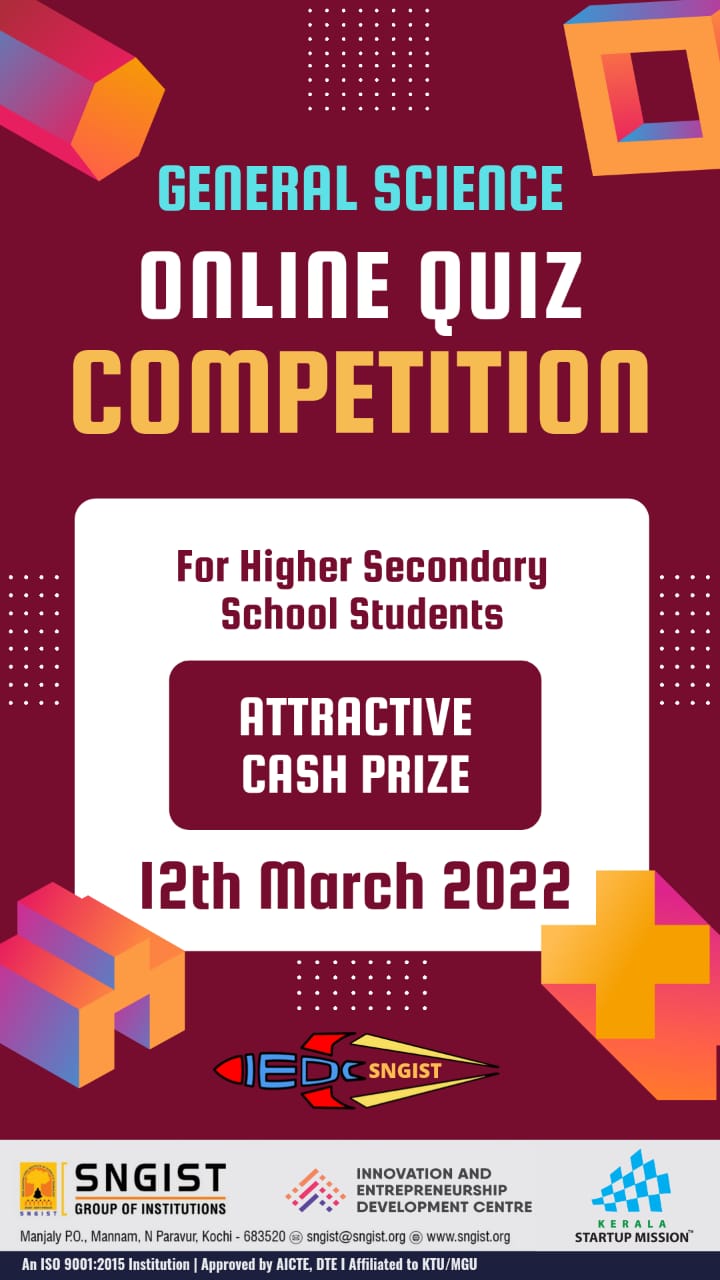 GENERAL SCIENCE
ONLINE QUIZ
COMPETITION
For Higher Secondary
School Students
ATTRACTIVE
CASH PRIZE
12th March 2022
IEDC SNGIST
SNGIST
GROUP OF INSTITUTIONS
SNGIST
INNOVATION AND
ENTREPRENEURSHIP
DEVELOPMENT CENTRE
KERALA
STARTUP MISSION™
Manjaly P.O., Mannam, N Paravur, Kochi - 683520 sngist@sngist.org www.sngist.org
An ISO 9001:2015 Institution | Approved by AICTE, DTE I Affiliated to KTU/MGU